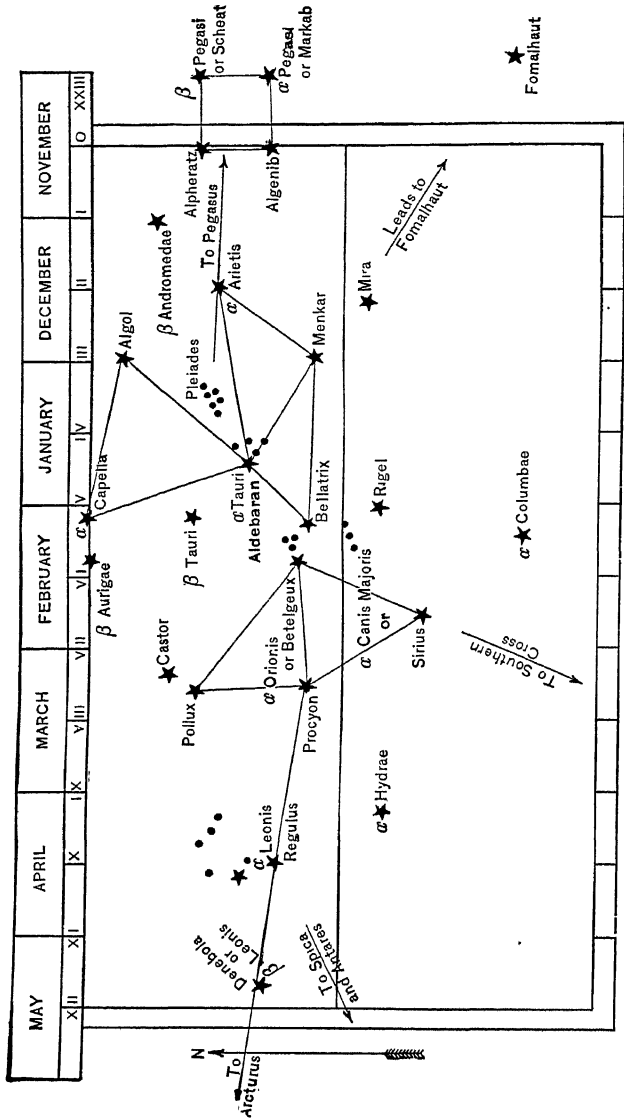 MAY
APRIL
MARCH
FEBRUARY
JANUARY
DECEMBER
NOVEMBER
XII
XI
X
IX
VIII
VII
VI
V
IV
III
II
I
O
XXIII
α Capella
β Aurigae
Algol
β Andromedae
Castor
Pollux
β Tauri
Pleiades
α Arietis
To Pegasus
Alpheratz
β Pegasi
or Scheat
Algenib
α Pegasi
or Markab
α Tauri
Aldebaran
Menkar
Bellatrix
α Orionis
or Betelgeux
Procyon
α Leonis
Regulus
Denebola
or
β Leonis
N
To
Arcturus
To Spica
and Antares
α Hydrae
α Canis Majoris
or
Sirius
Rigel
Mira
Leads to
Fomalhaut
To Southern
Cross
α Columbae
Fomalhaut